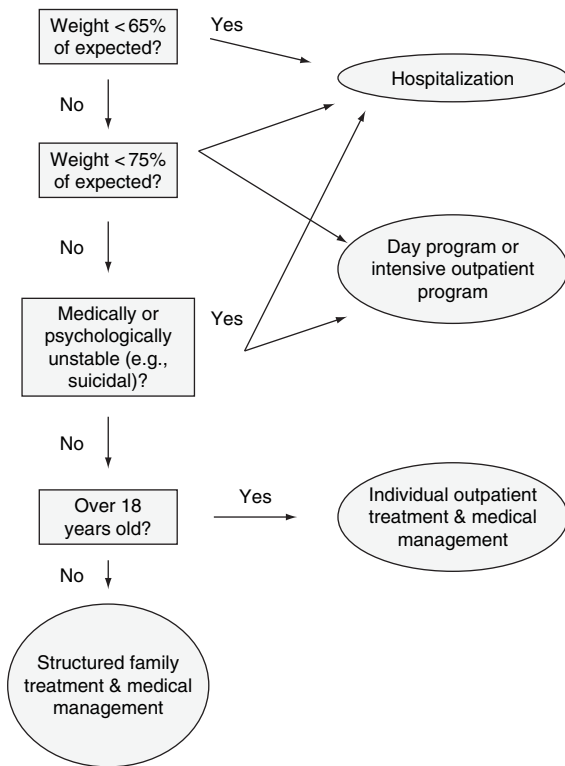 Weight < 65%
of expected?
Yes
Hospitalization
No
Weight < 75%
of expected?
No
Day program or
intensive outpatient
program
Medically or
psychologically
unstable (e.g.,
suicidal)?
Yes
No
Over 18
years old?
Yes
Individual outpatient
treatment & medical
management
No
Structured family
treatment & medical
management